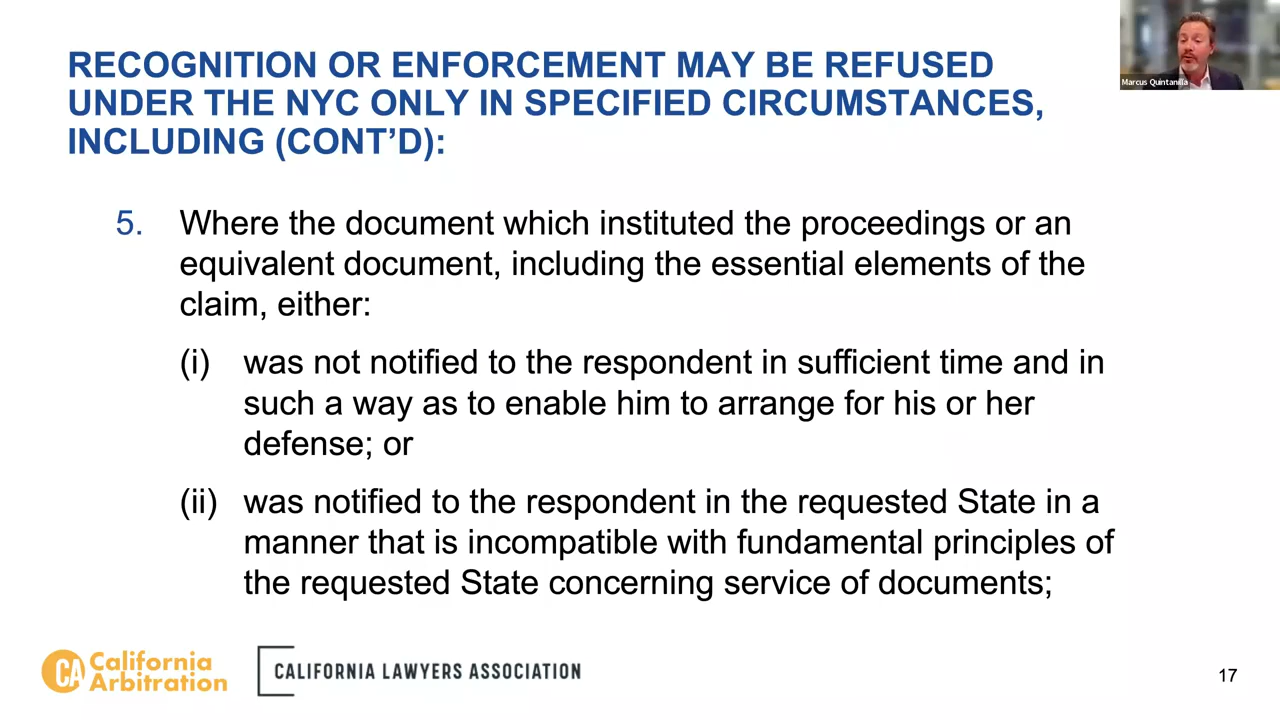 RECOGNITION OR ENFORCEMENT MAY BE REFUSED
UNDER THE NYC ONLY IN SPECIFIED CIRCUMSTANCES,
INCLUDING (CONT’D):
Marcus Quintanilla
5. Where the document which instituted the proceedings or an
equivalent document, including the essential elements of the
claim, either:
(i) was not notified to the respondent in sufficient time and in
such a way as to enable him to arrange for his or her
defense; or
(ii) was notified to the respondent in the requested State in a
manner that is incompatible with fundamental principles of
the requested State concerning service of documents;
CA California
Arbitration
CALIFORNIA LAWYERS ASSOCIATION
17